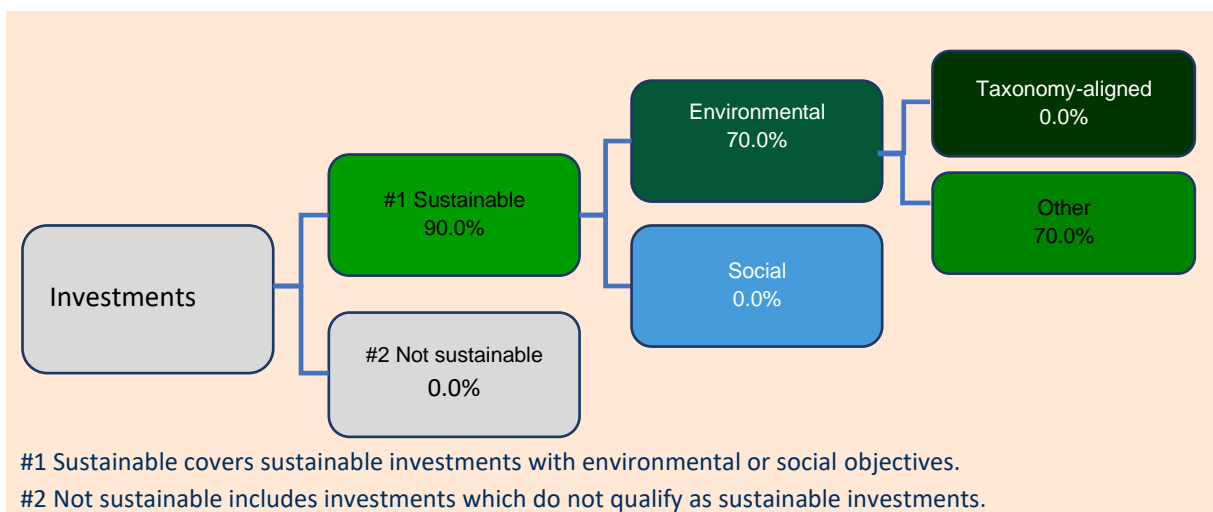 Investments
#1 Sustainable
90.0%
#2 Not sustainable
0.0%
Environmental
70.0%
Social
0.0%
Taxonomy-aligned
0.0%
Other
70.0%
#1 Sustainable covers sustainable investments with environmental or social objectives.
#2 Not sustainable includes investments which do not qualify as sustainable investments.